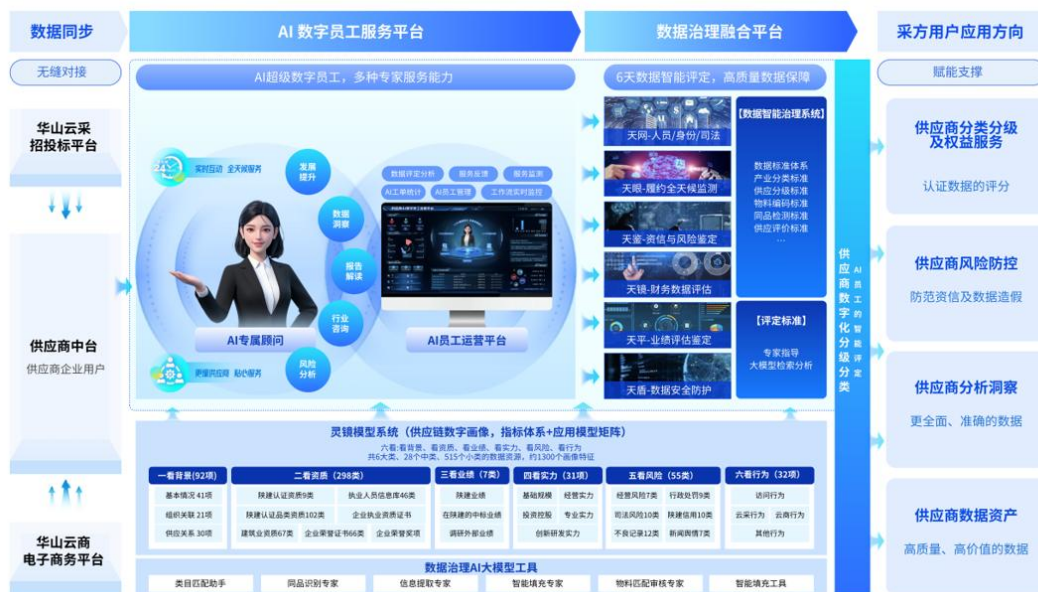 数据同步
AI 数字员工服务平台
数据治理融合平台
采方用户应用方向
无缝对接
AI超级数字员工，多种专家服务能力
6天数据智能评定，高质量数据保障
赋能支撑
华山云采
招投标平台
供应商中台
供应商企业用户
华山云商
电子商务平台
24
实时互动 全天候服务
发展
提升
数据
洞察
报告
解读
行业
咨询
风险
分析
AI专属顾问
更懂供应商 贴心服务
数据评定分析
服务反馈
服务监测
AI工单统计
AI员工管理
工作流实时监控
AI员工运营平台
天网-人员/身份/司法
天眼-履约全天候监测
天鉴-资信与风险鉴定
天镜-财务数据评估
天平-业绩评估鉴定
天盾-数据安全防护
【数据智能治理系统】
数据标准体系
产业分类标准
供应分级标准
物料编码标准
同品检测标准
供应评价标准
...
【评定标准】
专家指导
大模型检索分析
供应商数字化分级分类
AI员工的智能评定
供应商分类分级
及权益服务
认证数据的评分
供应商风险防控
防范资信及数据造假
供应商分析洞察
更全面、准确的数据
供应商数据资产
高质量、高价值的数据
灵镜模型系统（供应链数字画像，指标体系+应用模型矩阵）
六看:看背景、看资质、看业绩、看实力、看风险、看行为
共6大类、28个中类、515个小类的数据资源，约1300个画像特征
一看背景(92项)
基本情况 41项
组织关联 21项
供应关系 30项
二看资质（298类）
陕建认证资质9类
执业人员信息库46类
陕建认证品类资质102类
企业执业资质证书
建筑业资质67类
企业荣誉证书66类
企业荣誉奖项
三看业绩（7类）
陕建业绩
在陕建的中标业绩
调研外部业绩
四看实力（31项）
基础规模
经营实力
投资控股
专业实力
创新研发实力
五看风险（55类）
经营风险7类
行政处罚9类
司法风险10类
陕建信用10类
不良记录12类
新闻舆情7类
六看行为（32项）
访问行为
云采行为
云商行为
其他行为
数据治理AI大模型工具
类目匹配助手
同品识别专家
信息提取专家
智能填充专家
物料匹配审核专家
智能填充工具